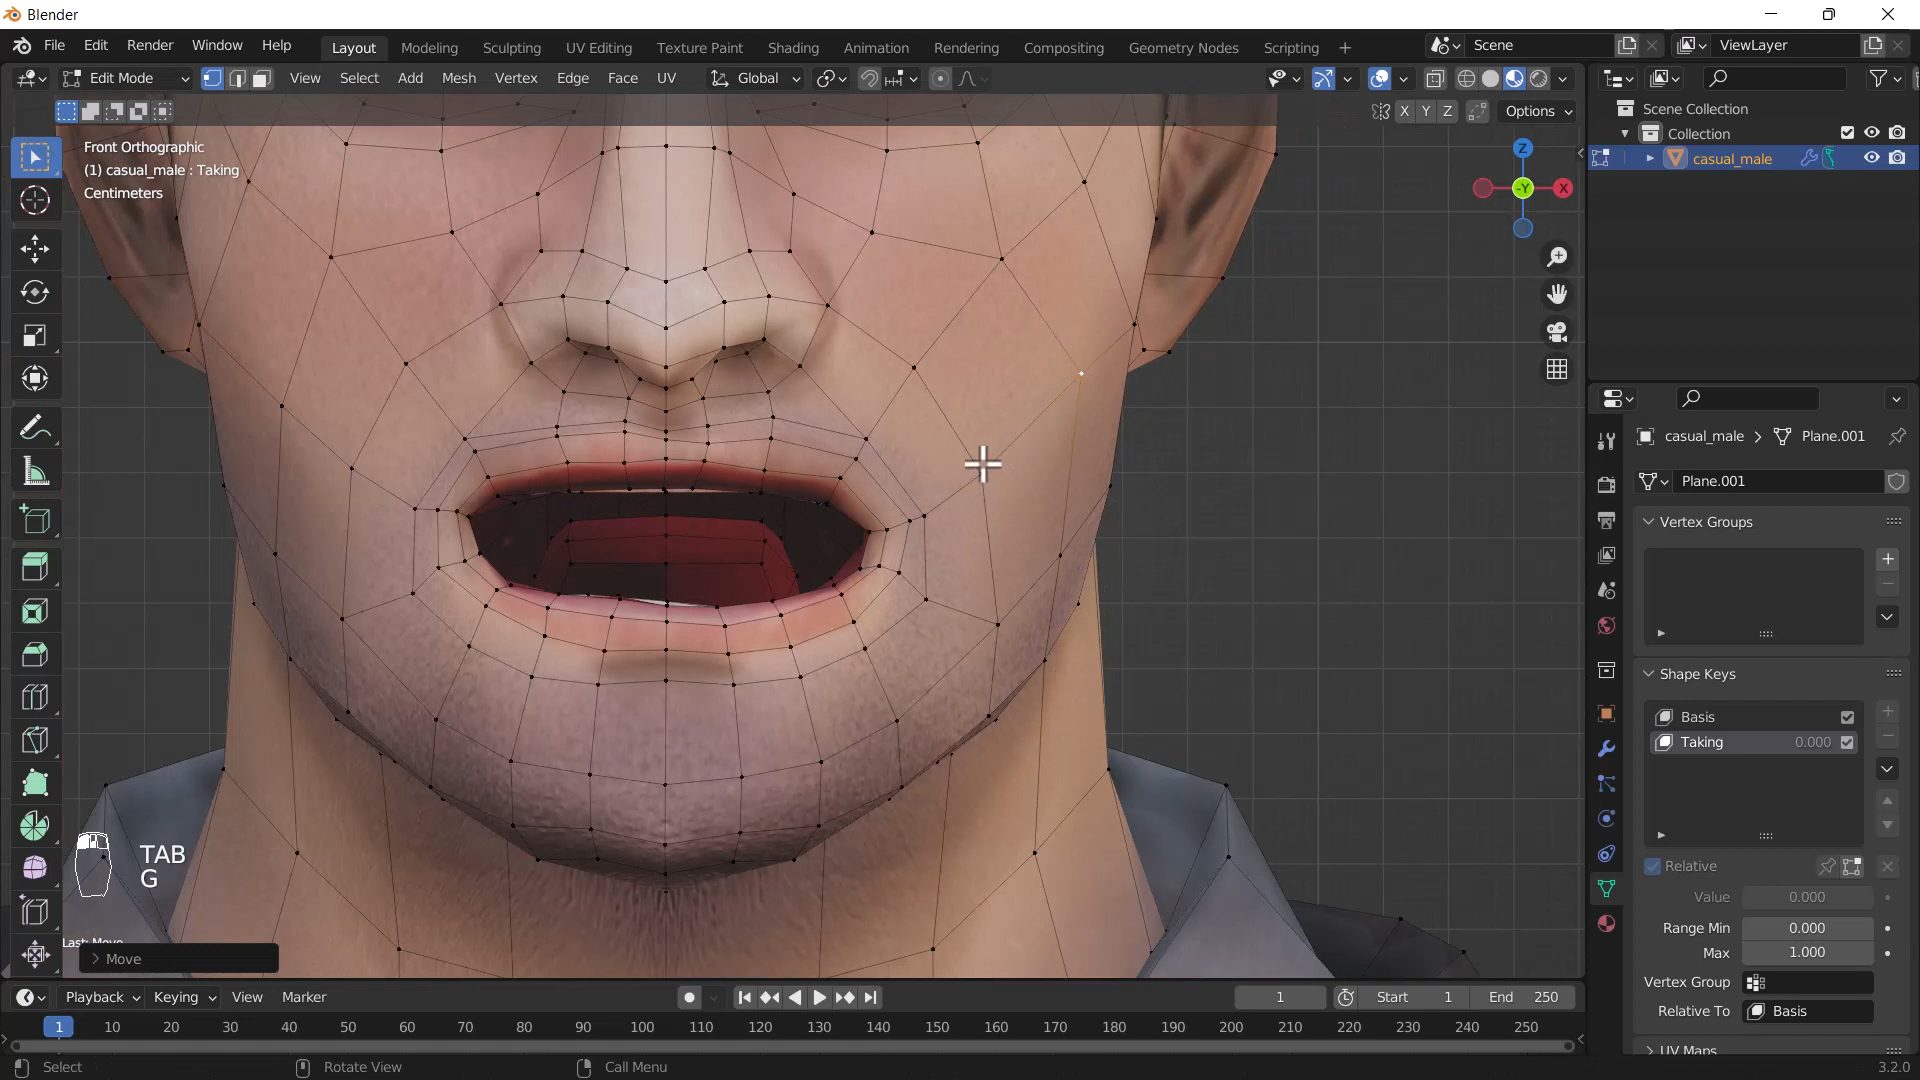 Blender
File Edit Render Window Help Layout Modeling Sculpting UV Editing Texture Paint Shading Animation Rendering Compositing Geometry Nodes Scripting + Scene ViewLayer
Edit Mode View Select Add Mesh Vertex Edge Face UV Global
X Y Z Options
Front Orthographic
(1) casual_male : Taking
Centimeters
Z
-Y X
Scene Collection
Collection
casual_male
casual_male > Plane.001
Plane.001
Vertex Groups
Shape Keys
Basis
Taking 0.000
Relative
Value 0.000
Range Min 0.000
Max 1.000
Vertex Group
Relative To Basis
UV Maps
TAB
G
Last: Move
> Move
Playback Keying View Marker 1 Start 1 End 250
1 10 20 30 40 50 60 70 80 90 100 110 120 130 140 150 160 170 180 190 200 210 220 230 240 250
Select Rotate View Call Menu 3.2.0